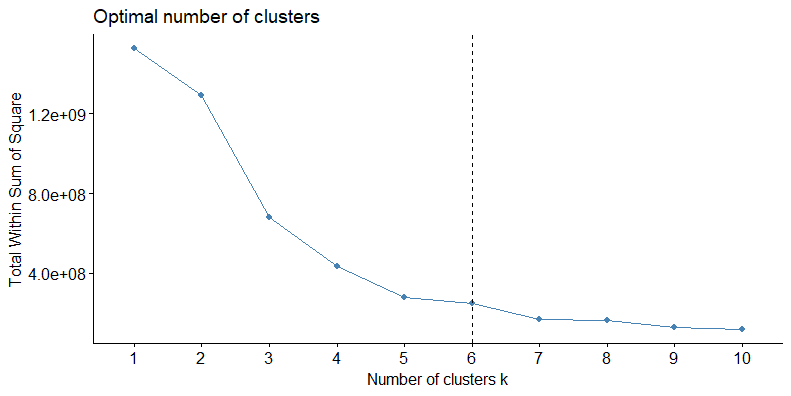 Optimal number of clusters
Total Within Sum of Square
1.2e+09
8.0e+08
4.0e+08
1 2 3 4 5 6 7 8 9 10
Number of clusters k